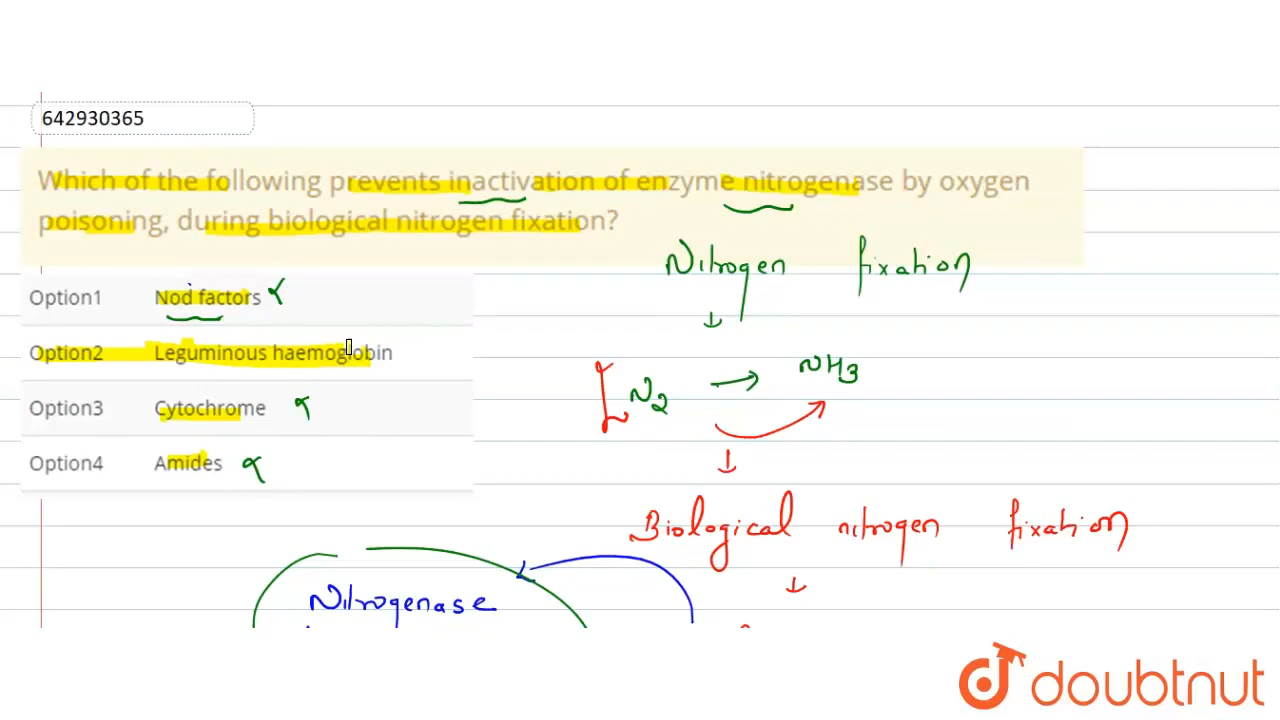 642930365
Which of the following prevents inactivation of enzyme nitrogenase by oxygen
poisoning, during biological nitrogen fixation?
Nitrogen fixation
Option1 Nod factors
Option2 Leguminous haemoglobin
N2 → NH3
Option3 Cytochrome
Option4 Amides
Biological nitrogen fixation
Nitrogenase
doubtnut